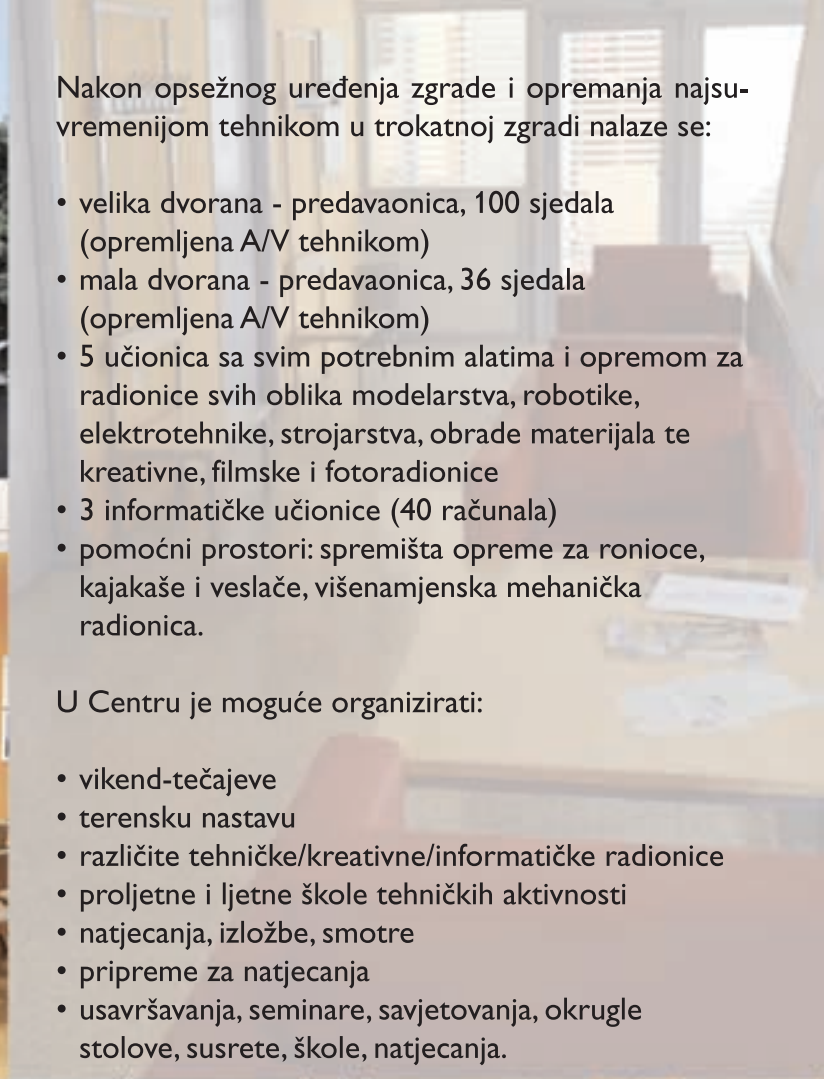 Nakon opsežnog uređenja zgrade i opremanja najsu-
vremenijom tehnikom u trokatnoj zgradi nalaze se:
• velika dvorana - predavaonica, 100 sjedala
(opremljena A/V tehnikom)
• mala dvorana - predavaonica, 36 sjedala
(opremljena A/V tehnikom)
• 5 učionica sa svim potrebnim alatima i opremom za
radionice svih oblika modelarstva, robotike,
elektrotehnike, strojarstva, obrade materijala te
kreativne, filmske i fotoradionice
• 3 informatičke učionice (40 računala)
• pomoćni prostori: spremišta opreme za ronioce,
kajakaše i veslače, višenamjenska mehanička
radionica.
U Centru je moguće organizirati:
• vikend-tečajeve
• terensku nastavu
• različite tehničke/kreativne/informatičke radionice
• proljetne i ljetne škole tehničkih aktivnosti
• natjecanja, izložbe, smotre
• pripreme za natjecanja
• usavršavanja, seminare, savjetovanja, okrugle
stolove, susrete, škole, natjecanja.